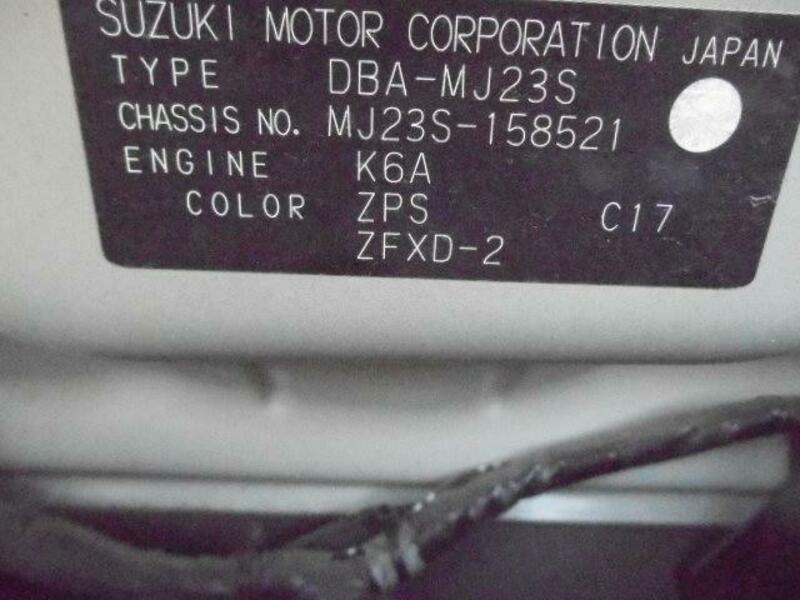 SUZUKI MOTOR CORPORATION JAPAN
TYPE DBA-MJ23S
CHASSIS NO. MJ23S-158521
ENGINE K6A
COLOR ZPS C17
ZFXD-2